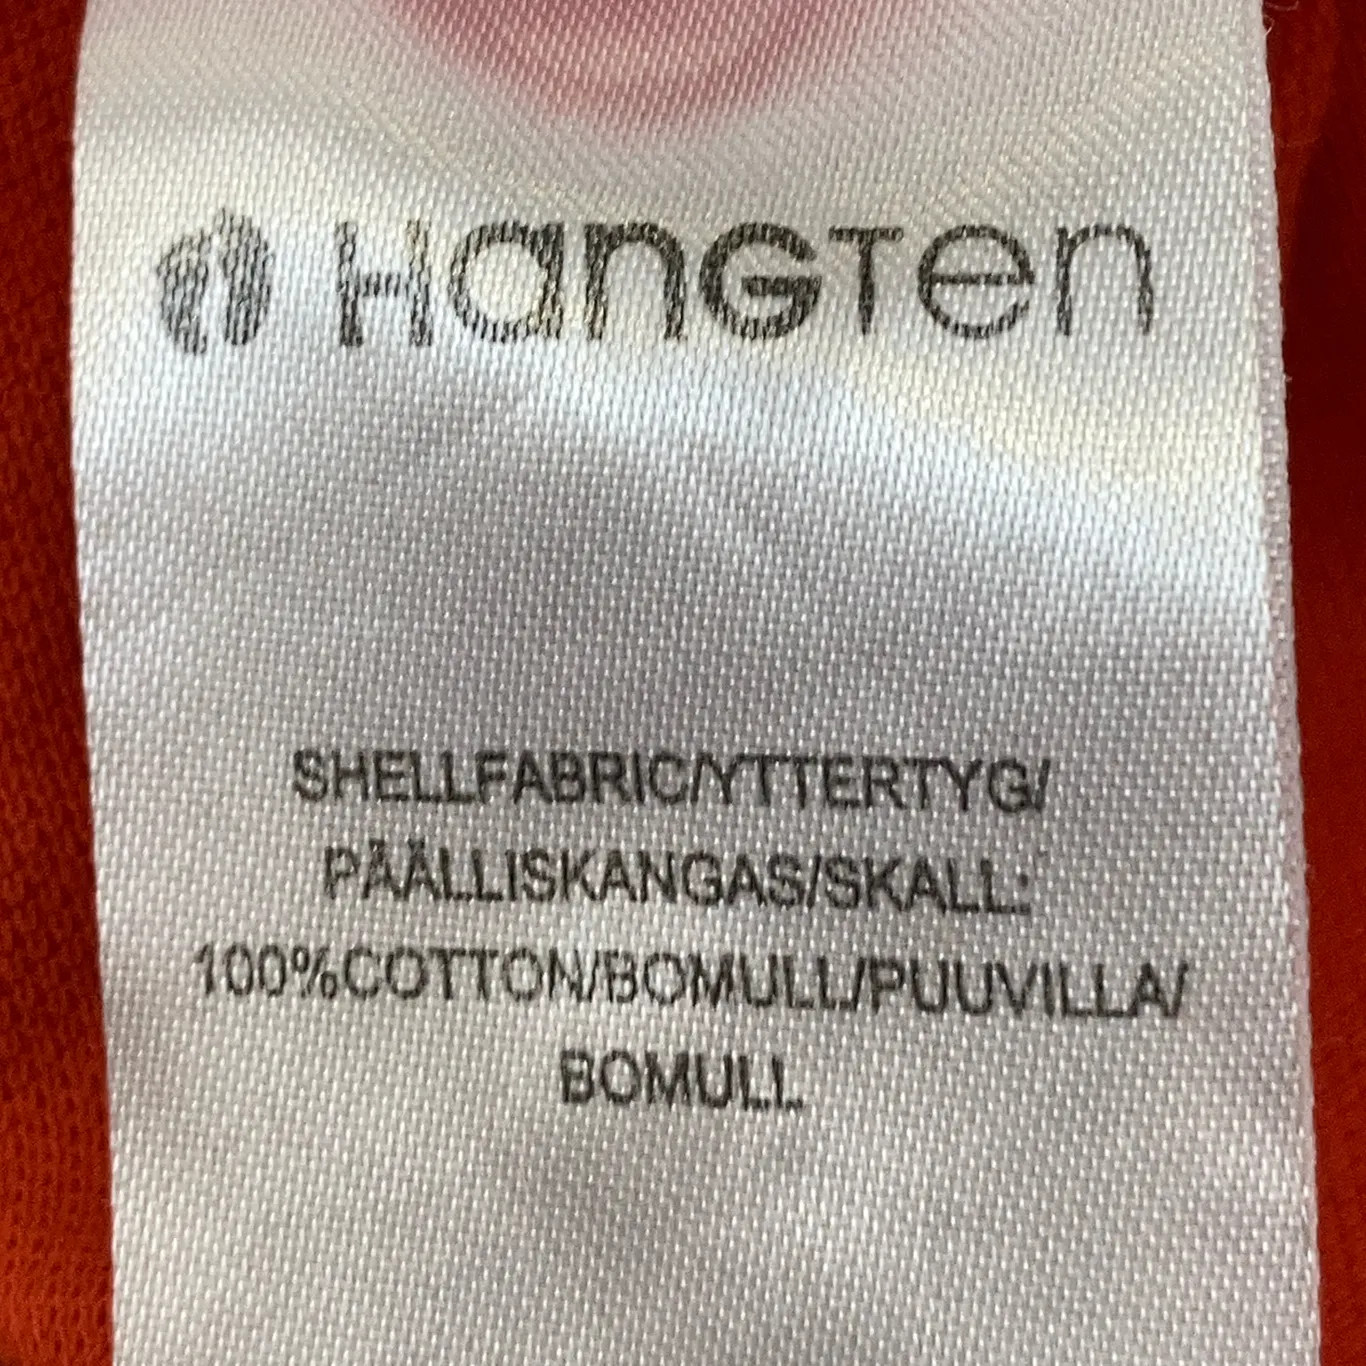 HanGTen
SHELLFABRIC/YTTERTYG/
PÄÄLLISKANGAS/SKALL:
100%COTTON/BOMULL/PUUVILLA/
BOMULL